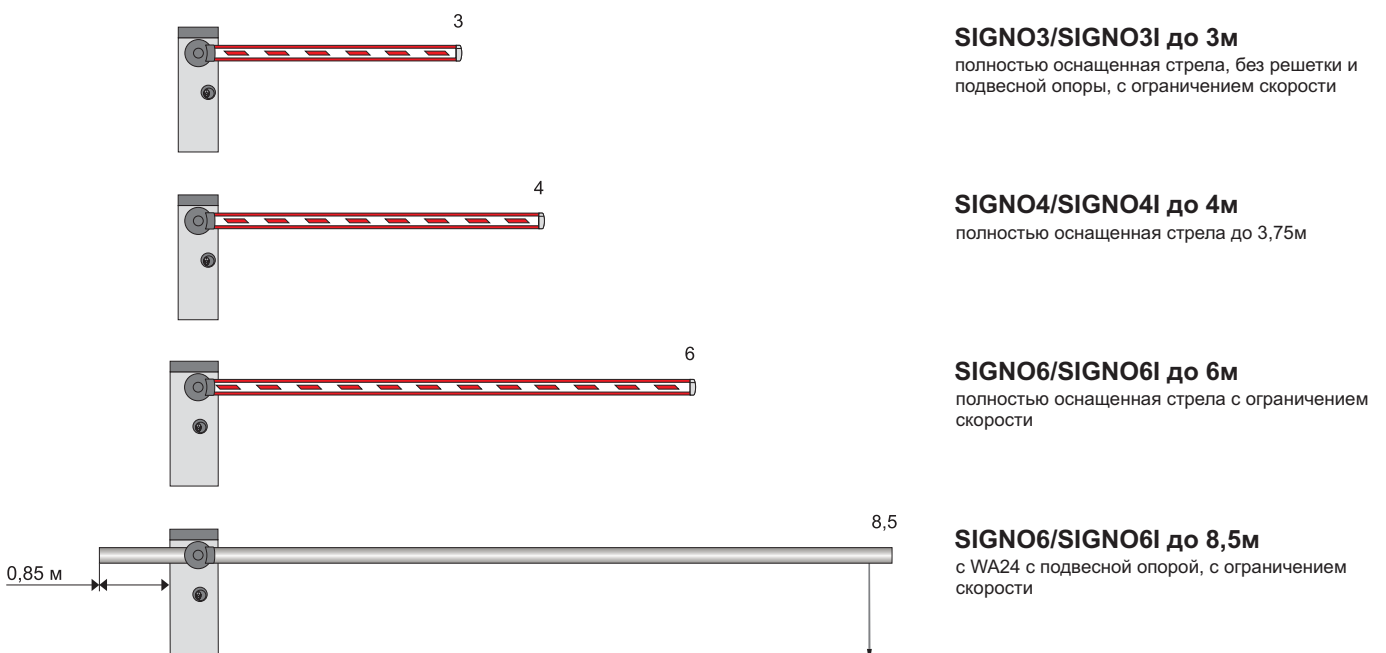 3
SIGNO3/SIGNO3I до 3м
полностью оснащенная стрела, без решетки и
подвесной опоры, с ограничением скорости
4
SIGNO4/SIGNO4I до 4м
полностью оснащенная стрела до 3,75м
6
SIGNO6/SIGNO6I до 6м
полностью оснащенная стрела с ограничением
скорости
8,5
SIGNO6/SIGNO6I до 8,5м
с WA24 с подвесной опорой, с ограничением
скорости
0,85 м